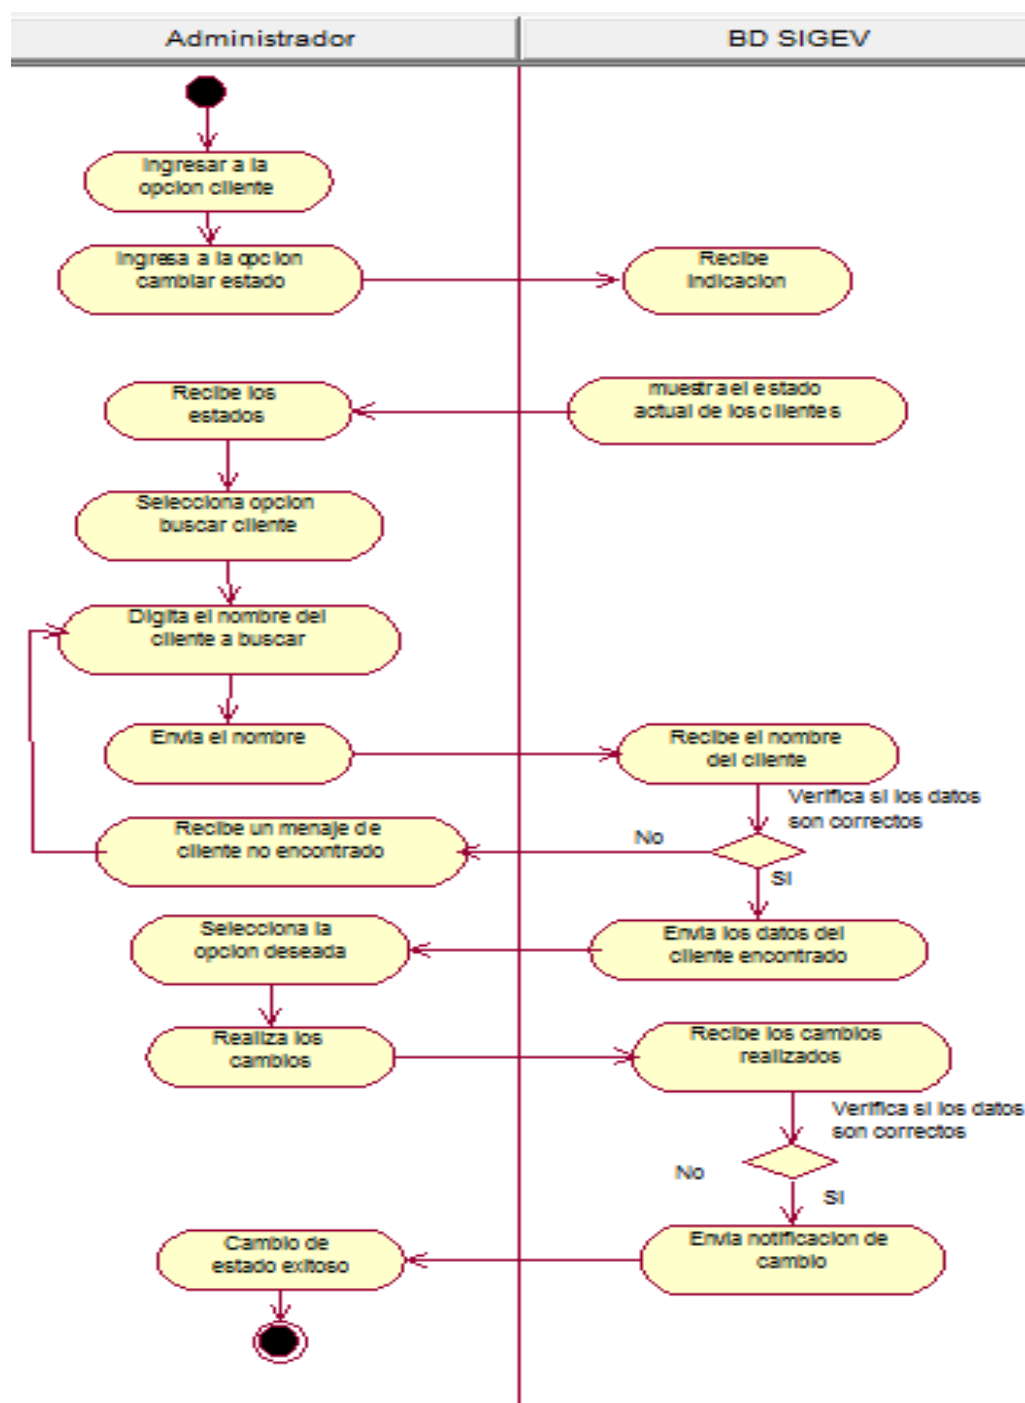 Administrador
BD SIGEV
Ingresar a la
opcion cliente
Ingresa a la opcion
cambiar estado
Recibe
indicacion
Recibe los
estados
muestra el estado
actual de los clientes
Selecciona opcion
buscar cliente
Digita el nombre del
cliente a buscar
Envia el nombre
Recibe el nombre
del cliente
Verifica si los datos
son correctos
No
Recibe un menaje de
cliente no encontrado
SI
Selecciona la
opcion deseada
Envia los datos del
cliente encontrado
Realiza los
cambios
Recibe los cambios
realizados
Verifica si los datos
son correctos
No
SI
Cambio de
estado exitoso
Envia notificacion de
cambio